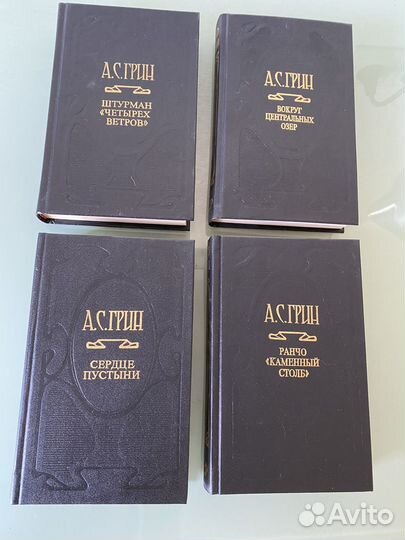 А.С.ГРИН
ШТУРМАН
«ЧЕТЫРЕХ
ВЕТРОВ»
А.С.ГРИН
ВОКРУГ
ЦЕНТРАЛЬНЫХ
ОЗЕР
А.С.ГРИН
СЕРДЦЕ
ПУСТЫНИ
А.С.ГРИН
РАНЧО
«КАМЕННЫЙ
СТОЛБ»
Avito